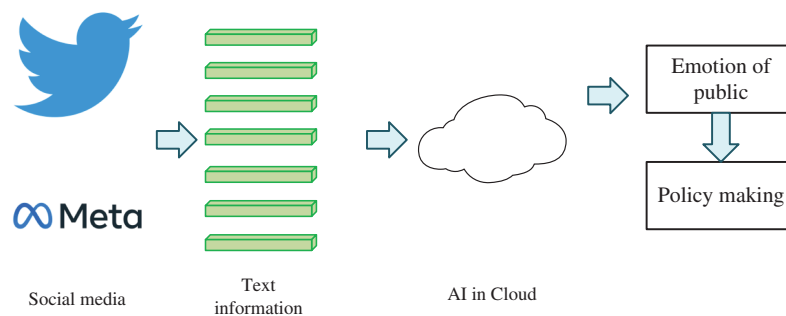 Emotion of
public
Meta
Policy making
Social media
Text
information
AI in Cloud